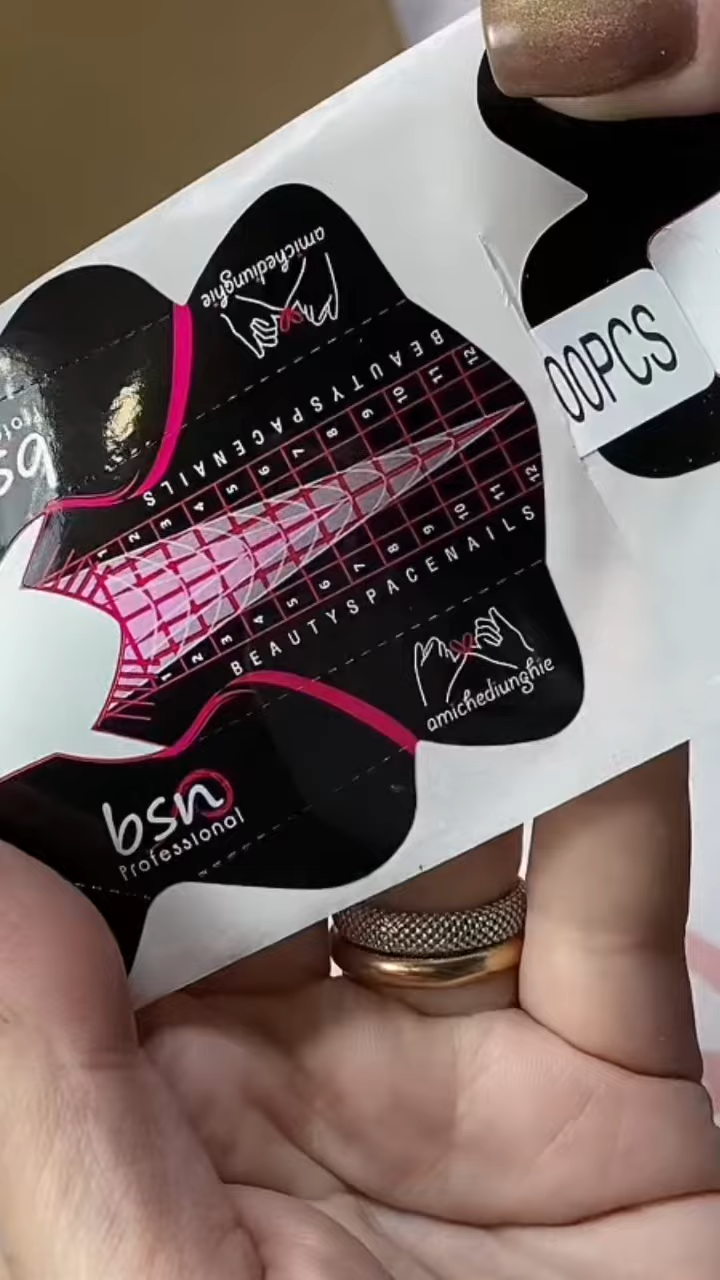 amichediunghie
00PCS
BEAUTYSPACENAILS
1 2 3 4 5 6 7 8 9 10 11 12
1 2 3 4 5 6 7 8 9 10 11 12
BEAUTYSPACENAILS
amichediunghie
bsn
Professional